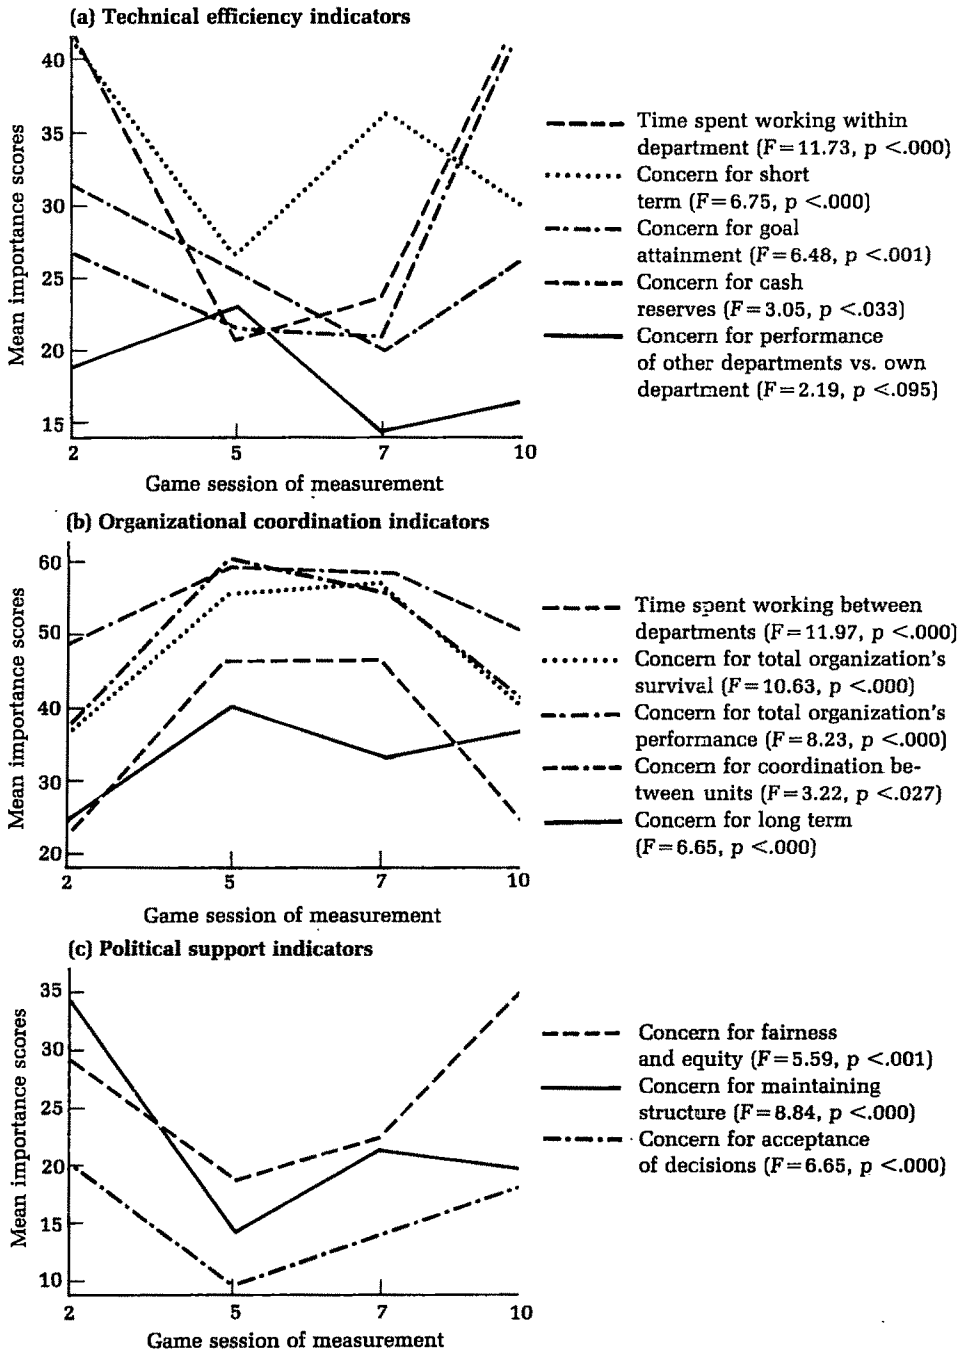 (a) Technical efficiency indicators
40
35
30
25
20
15
2 5 7 10
Mean importance scores
Game session of measurement
Time spent working within
department (F=11.73, p <.000)
Concern for short
term (F=6.75, p <.000)
Concern for goal
attainment (F=6.48, p <.001)
Concern for cash
reserves (F=3.05, p <.033)
Concern for performance
of other departments vs. own
department (F=2.19, p <.095)
(b) Organizational coordination indicators
60
50
40
30
20
2 5 7 10
Mean importance scores
Game session of measurement
Time spent working between
departments (F=11.97, p <.000)
Concern for total organization's
survival (F=10.63, p <.000)
Concern for total organization's
performance (F=8.23, p <.000)
Concern for coordination be-
tween units (F=3.22, p <.027)
Concern for long term
(F=6.65, p <.000)
(c) Political support indicators
35
30
25
20
15
10
2 5 7 10
Mean importance scores
Game session of measurement
Concern for fairness
and equity (F=5.59, p <.001)
Concern for maintaining
structure (F=8.84, p <.000)
Concern for acceptance
of decisions (F=6.65, p <.000)